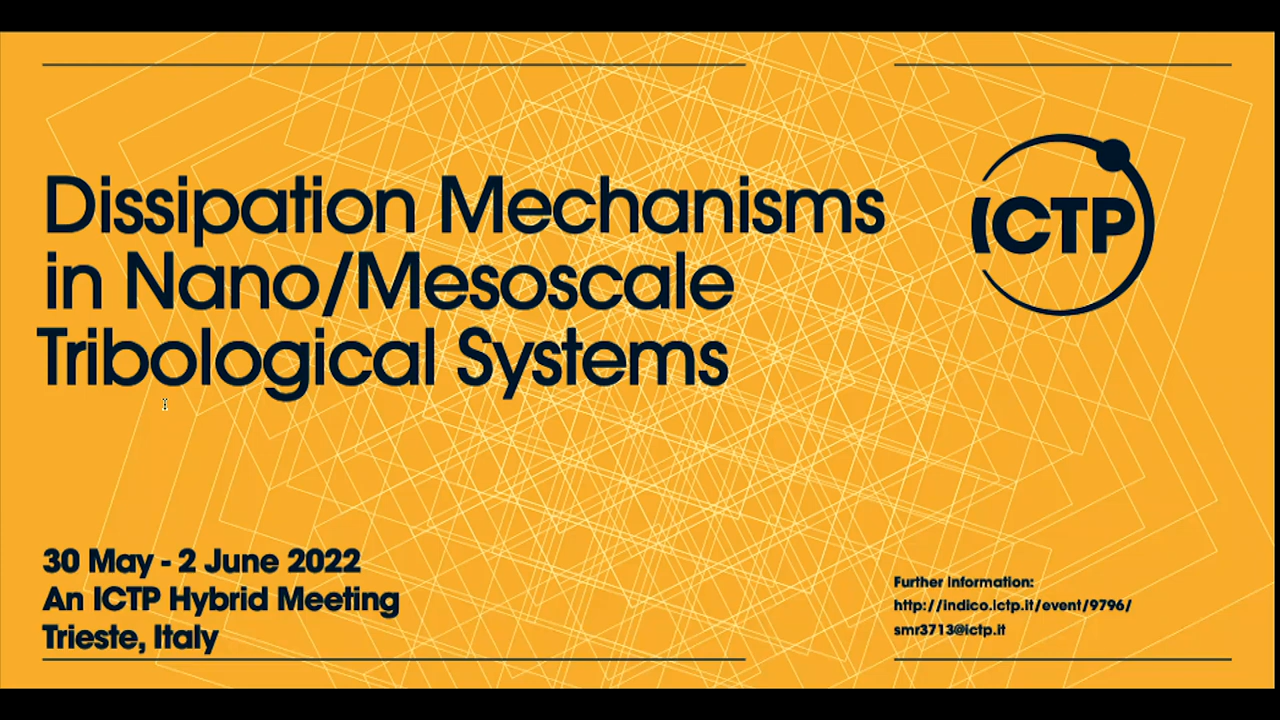 Dissipation Mechanisms
in Nano/Mesoscale
Tribological Systems
ICTP
30 May - 2 June 2022
An ICTP Hybrid Meeting
Trieste, Italy
Further information:
http://indico.ictp.it/event/9796/
smr3713@ictp.it